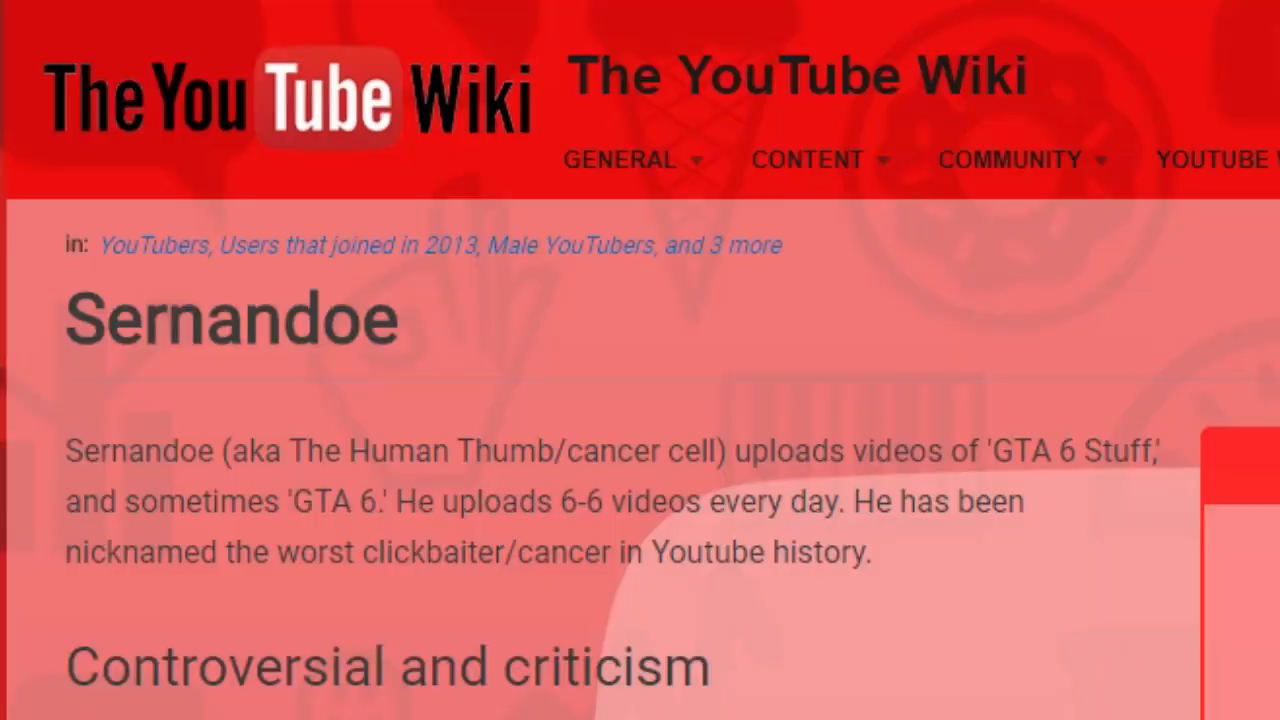 The YouTube Wiki
The YouTube Wiki
GENERAL CONTENT COMMUNITY YOUTUBE
in: YouTubers, Users that joined in 2013, Male YouTubers, and 3 more
Sernandoe
Sernandoe (aka The Human Thumb/cancer cell) uploads videos of 'GTA 6 Stuff,'
and sometimes 'GTA 6.' He uploads 6-6 videos every day. He has been
nicknamed the worst clickbaiter/cancer in Youtube history.
Controversial and criticism